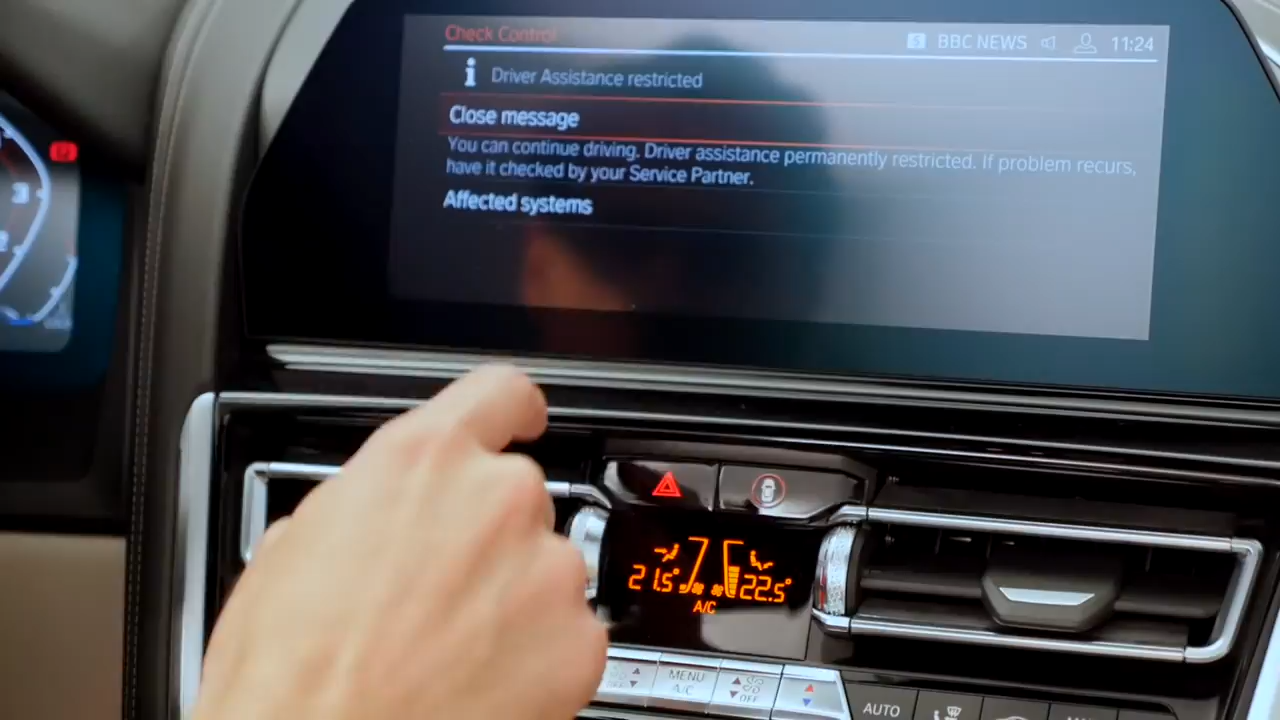 Check Control
S BBC NEWS 11:24
Driver Assistance restricted
Close message
You can continue driving. Driver assistance permanently restricted. If problem recurs,
have it checked by your Service Partner.
Affected systems
21.5° 22.5°
A/C
MENU
A/C
OFF
AUTO